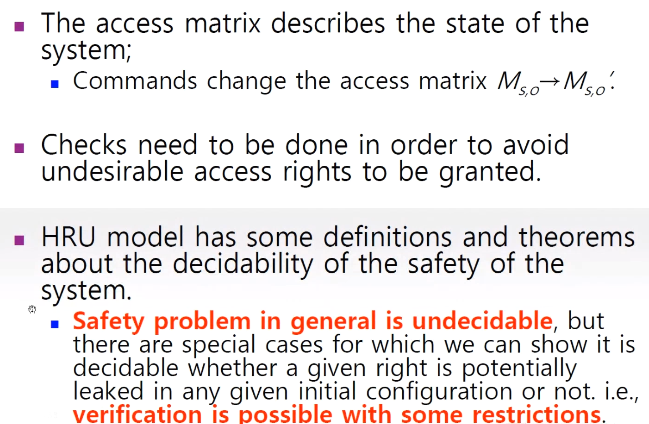 ▪ The access matrix describes the state of the
system;
▪ Commands change the access matrix Ms,o→Ms,o′.
▪ Checks need to be done in order to avoid
undesirable access rights to be granted.
▪ HRU model has some definitions and theorems
about the decidability of the safety of the
system.
▪ Safety problem in general is undecidable, but
there are special cases for which we can show it is
decidable whether a given right is potentially
leaked in any given initial configuration or not. i.e.,
verification is possible with some restrictions.